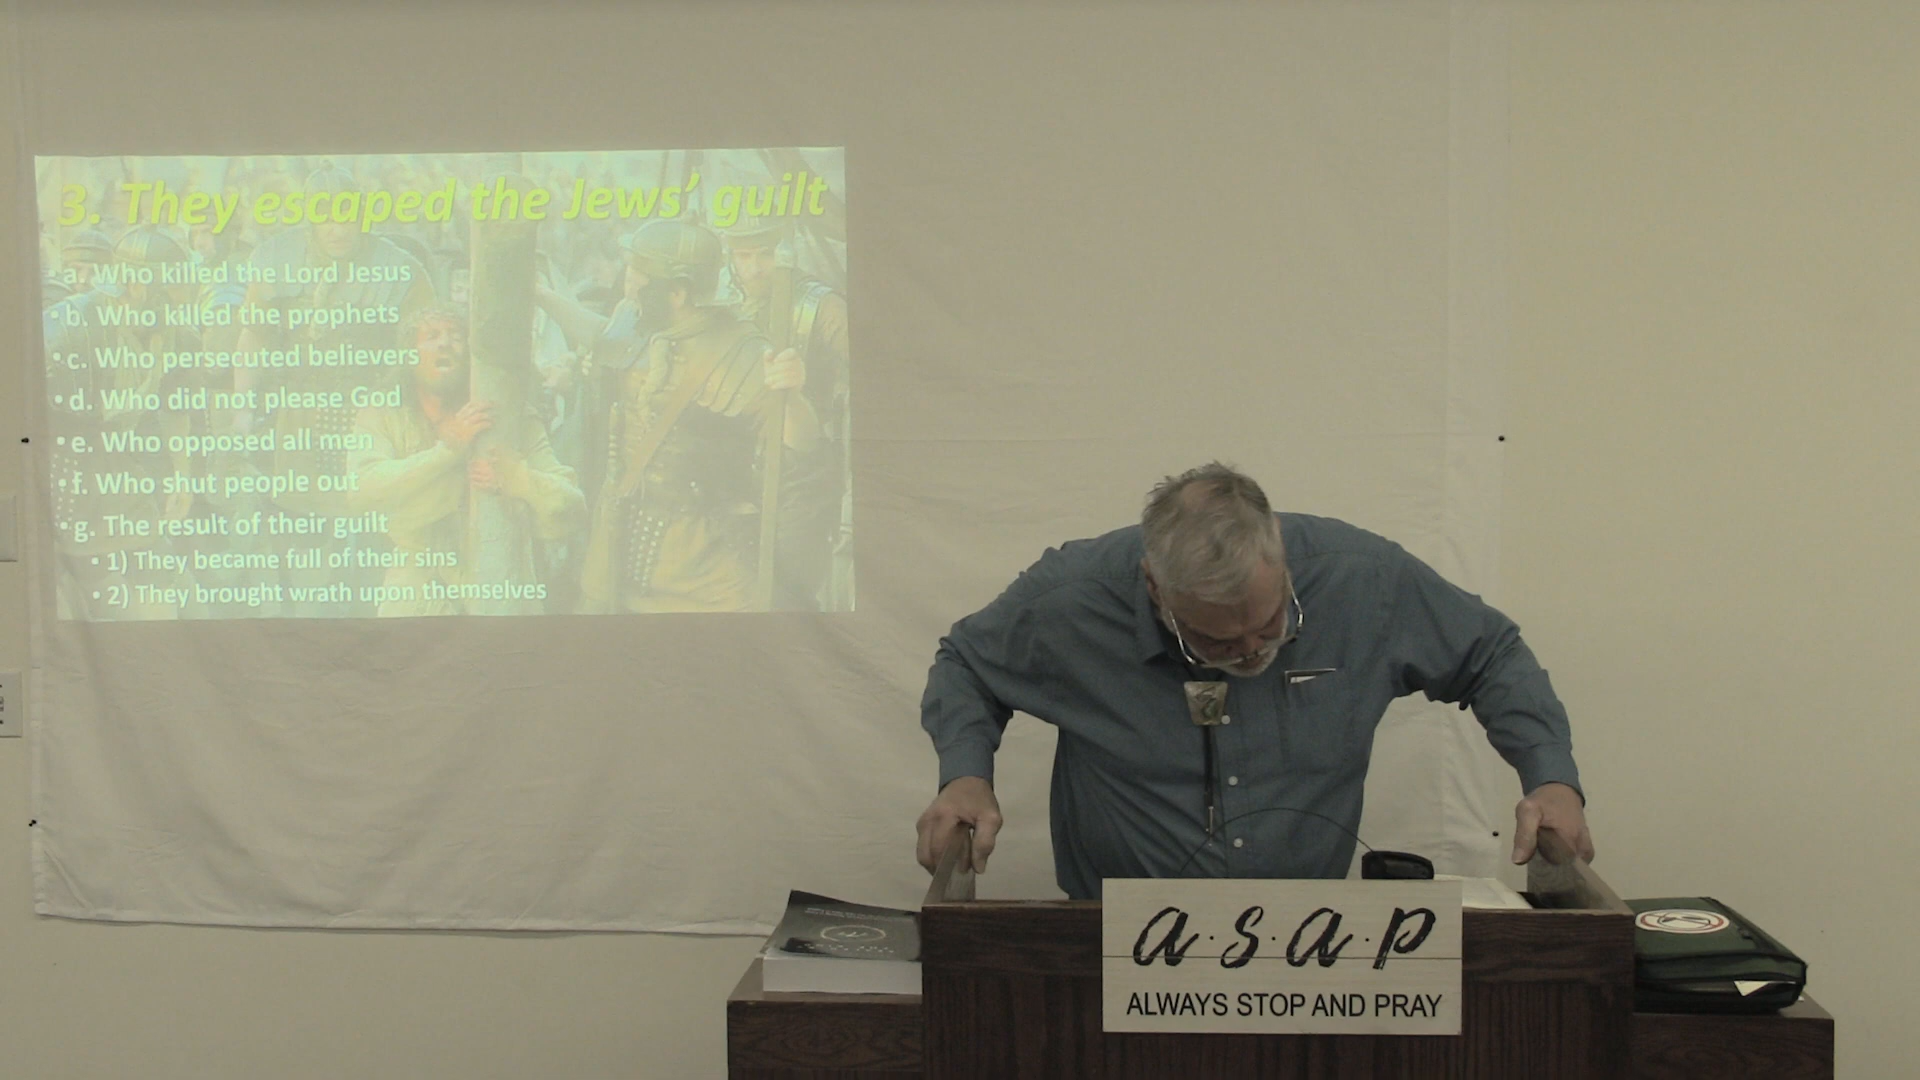 3. They escaped the Jews' guilt
• a. Who killed the Lord Jesus
• b. Who killed the prophets
• c. Who persecuted believers
• d. Who did not please God
• e. Who opposed all men
• f. Who shut people out
• g. The result of their guilt
• 1) They became full of their sins
• 2) They brought wrath upon themselves
a.s.a.p
ALWAYS STOP AND PRAY